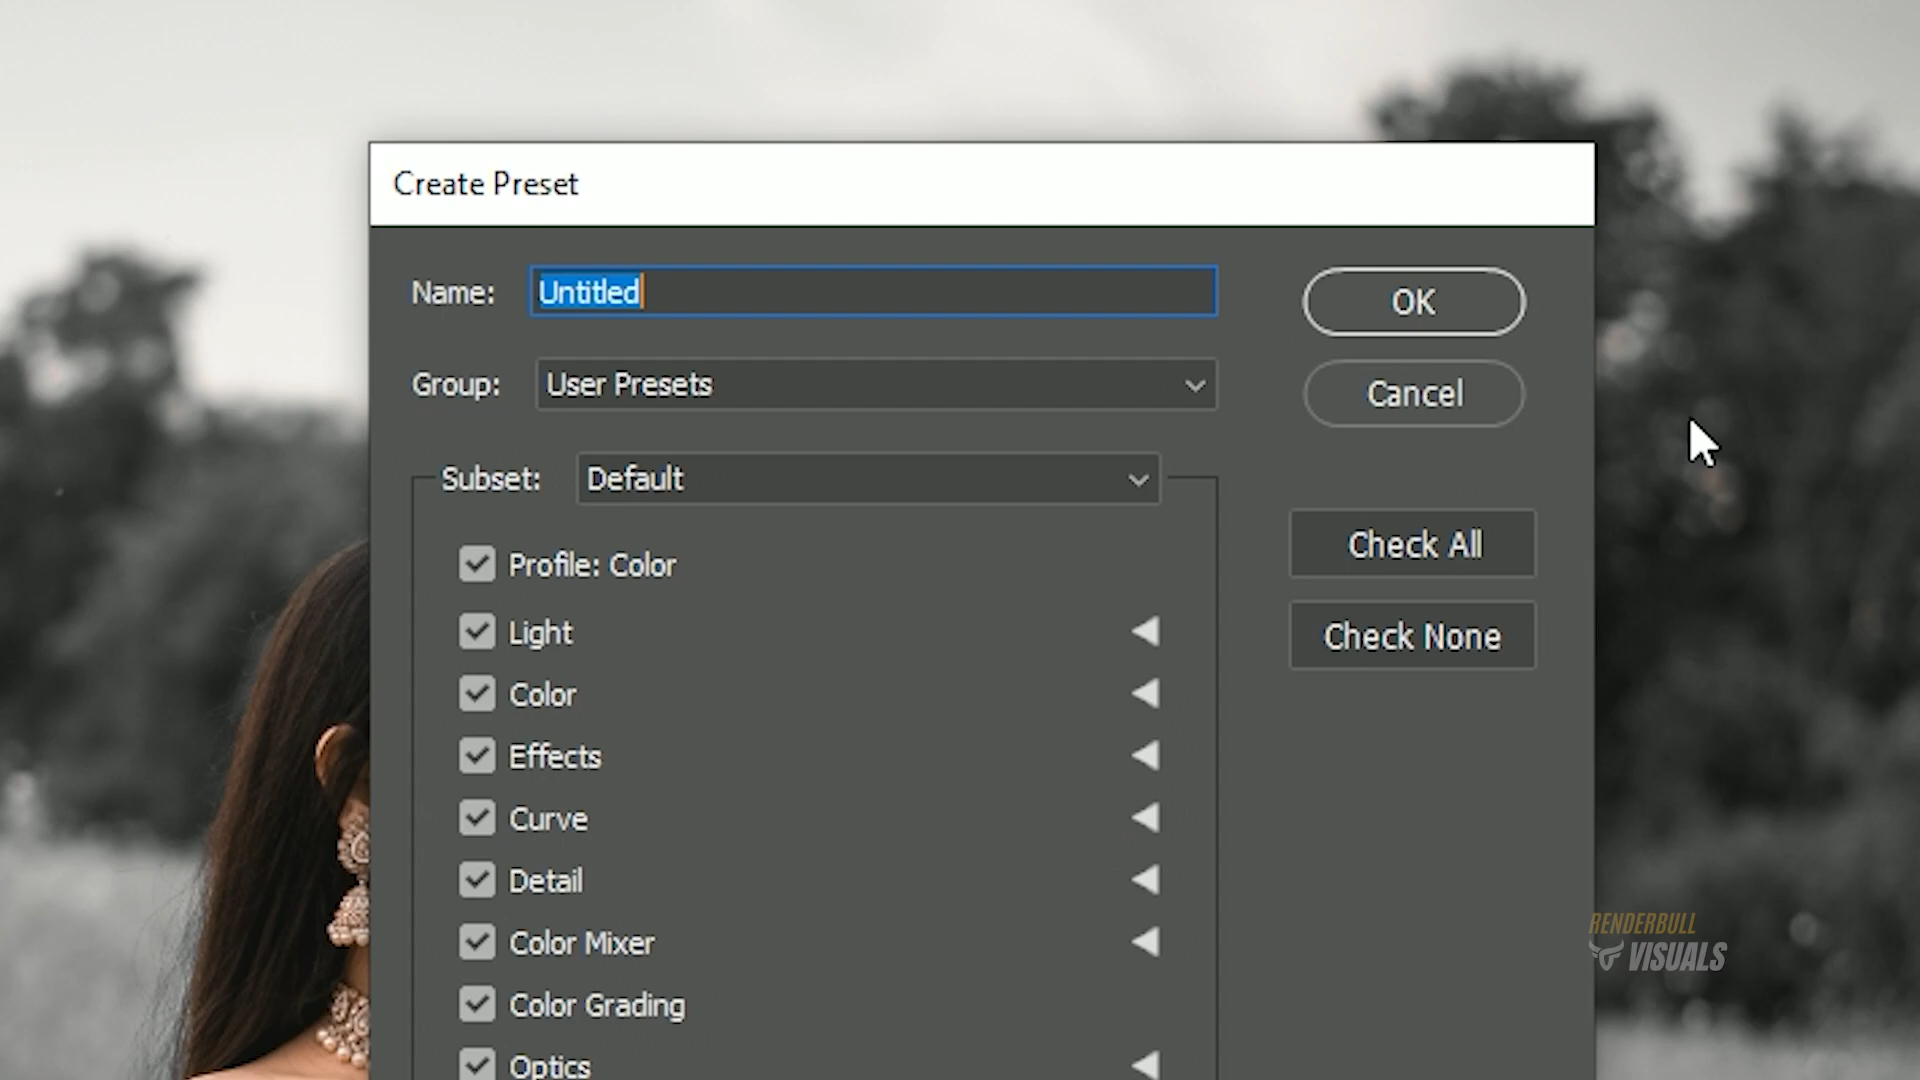 Create Preset
Name: Untitled
OK
Group: User Presets
Cancel
Subset: Default
Check All
Profile: Color
Check None
Light
Color
Effects
Curve
Detail
Color Mixer
Color Grading
Optics
RENDERBULL
VISUALS